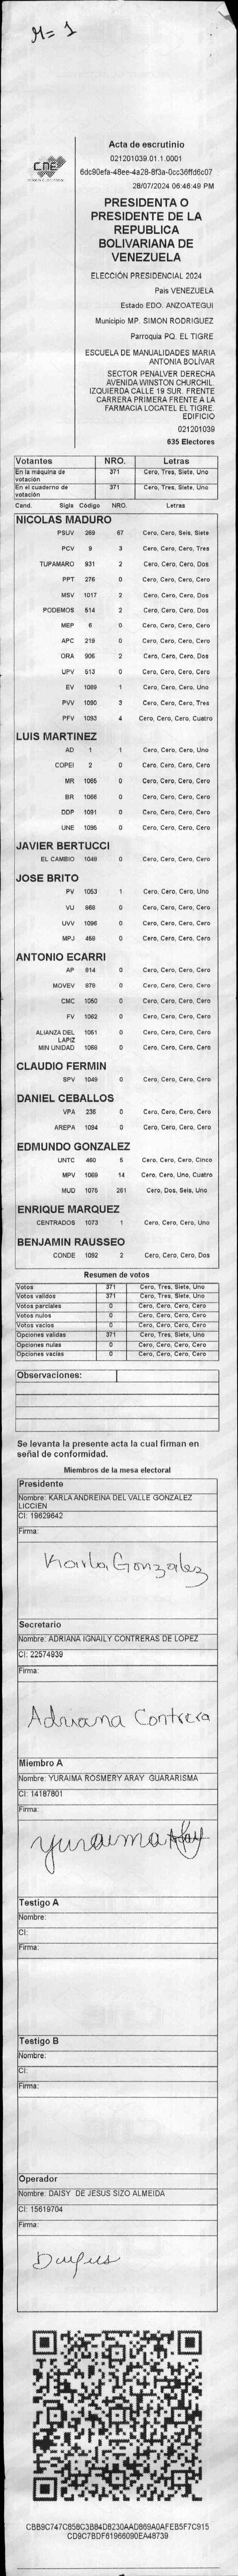 M= 1
CNE
Acta de escrutinio
021201039.01.1.0001
6dc90efa-48ee-4a28-8f3a-0cc36ffd6c07
28/07/2024 06:46:49 PM
PRESIDENTA O
PRESIDENTE DE LA
REPUBLICA
BOLIVARIANA DE
VENEZUELA
ELECCIÓN PRESIDENCIAL 2024
Pais VENEZUELA
Estado EDO. ANZOATEGUI
Municipio MP. SIMON RODRIGUEZ
Parroquia PQ. EL TIGRE
ESCUELA DE MANUALIDADES MARIA
ANTONIA BOLÍVAR
SECTOR PENALVER DERECHA
AVENIDA WINSTON CHURCHIL.
IZQUIERDA CALLE 19 SUR. FRENTE
CARRERA PRIMERA FRENTE A LA
FARMACIA LOCATEL EL TIGRE.
EDIFICIO
021201039
635 Electores
Votantes NRO. Letras
En la máquina de votación 371 Cero, Tres, Siete, Uno
En el cuaderno de votación 371 Cero, Tres, Siete, Uno
Cand. Sigla Código NRO. Letras
NICOLAS MADURO
PSUV 269 67 Cero, Cero, Seis, Siete
PCV 9 3 Cero, Cero, Cero, Tres
TUPAMARO 931 2 Cero, Cero, Cero, Dos
PPT 276 0 Cero, Cero, Cero, Cero
MSV 1017 2 Cero, Cero, Cero, Dos
PODEMOS 514 2 Cero, Cero, Cero, Dos
MEP 6 0 Cero, Cero, Cero, Cero
APC 219 0 Cero, Cero, Cero, Cero
ORA 906 2 Cero, Cero, Cero, Dos
UPV 513 0 Cero, Cero, Cero, Cero
EV 1089 1 Cero, Cero, Cero, Uno
PVV 1090 3 Cero, Cero, Cero, Tres
PFV 1093 4 Cero, Cero, Cero, Cuatro
LUIS MARTINEZ
AD 1 1 Cero, Cero, Cero, Uno
COPEI 2 0 Cero, Cero, Cero, Cero
MR 1065 0 Cero, Cero, Cero, Cero
BR 1066 0 Cero, Cero, Cero, Cero
DDP 1091 0 Cero, Cero, Cero, Cero
UNE 1095 0 Cero, Cero, Cero, Cero
JAVIER BERTUCCI
EL CAMBIO 1048 0 Cero, Cero, Cero, Cero
JOSE BRITO
PV 1053 1 Cero, Cero, Cero, Uno
VU 868 0 Cero, Cero, Cero, Cero
UVV 1096 0 Cero, Cero, Cero, Cero
MPJ 458 0 Cero, Cero, Cero, Cero
ANTONIO ECARRI
AP 814 0 Cero, Cero, Cero, Cero
MOVEV 879 0 Cero, Cero, Cero, Cero
CMC 1050 0 Cero, Cero, Cero, Cero
FV 1062 0 Cero, Cero, Cero, Cero
ALIANZA DEL LAPIZ 1051 0 Cero, Cero, Cero, Cero
MIN UNIDAD 1068 0 Cero, Cero, Cero, Cero
CLAUDIO FERMIN
SPV 1049 0 Cero, Cero, Cero, Cero
DANIEL CEBALLOS
VPA 236 0 Cero, Cero, Cero, Cero
AREPA 1094 0 Cero, Cero, Cero, Cero
EDMUNDO GONZALEZ
UNTC 460 5 Cero, Cero, Cero, Cinco
MPV 1069 14 Cero, Cero, Uno, Cuatro
MUD 1075 261 Cero, Dos, Seis, Uno
ENRIQUE MARQUEZ
CENTRADOS 1073 1 Cero, Cero, Cero, Uno
BENJAMIN RAUSSEO
CONDE 1092 2 Cero, Cero, Cero, Dos
Resumen de votos
Votos 371 Cero, Tres, Siete, Uno
Votos validos 371 Cero, Tres, Siete, Uno
Votos parciales 0 Cero, Cero, Cero, Cero
Votos nulos 0 Cero, Cero, Cero, Cero
Votos vacios 0 Cero, Cero, Cero, Cero
Opciones validas 371 Cero, Tres, Siete, Uno
Opciones nulas 0 Cero, Cero, Cero, Cero
Opciones vacias 0 Cero, Cero, Cero, Cero
Observaciones:
Se levanta la presente acta la cual firman en
señal de conformidad.
Miembros de la mesa electoral
Presidente
Nombre: KARLA ANDREINA DEL VALLE GONZALEZ
LICCIEN
CI: 19629642
Firma:
Karla Gonzalez
Secretario
Nombre: ADRIANA IGNAILY CONTRERAS DE LOPEZ
CI: 22574939
Firma:
Adriana Contrera
Miembro A
Nombre: YURAIMA ROSMERY ARAY GUARARISMA
CI: 14187801
Firma:
Yuraima Aray
Testigo A
Nombre:
CI:
Firma:
Testigo B
Nombre:
CI:
Firma:
Operador
Nombre: DAISY DE JESUS SIZO ALMEIDA
CI: 15619704
Firma:
CBB9C747C858C3B84D8230AAD869A0AFEB5F7C915
CD9C7BDF61966090EA48739